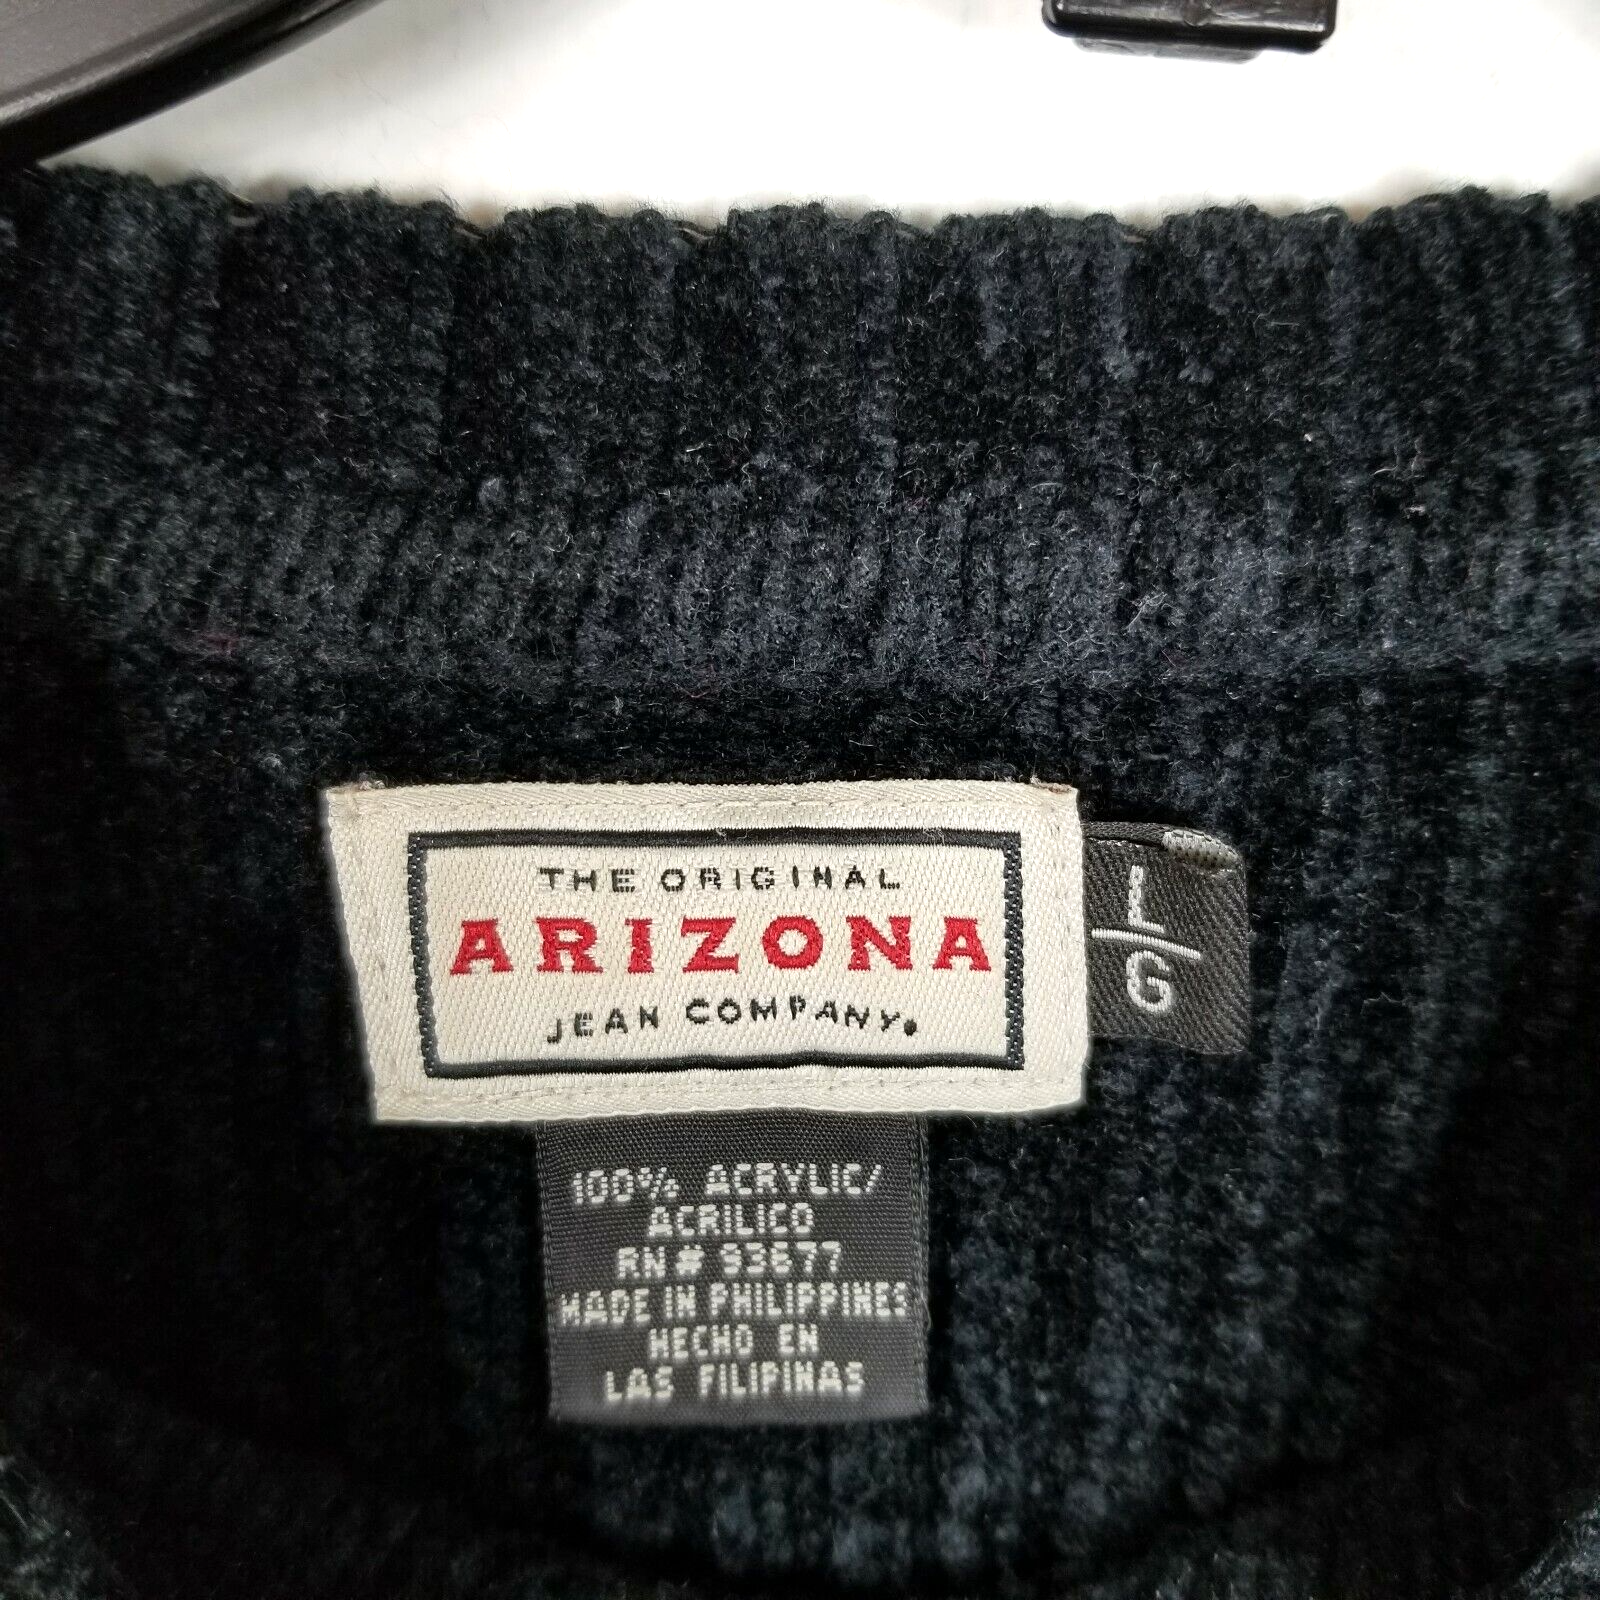 THE ORIGINAL
ARIZONA
JEAN COMPANY.
L/G
100% ACRYLIC/
ACRILICO
RN# 93677
MADE IN PHILIPPINES
HECHO EN
LAS FILIPINAS